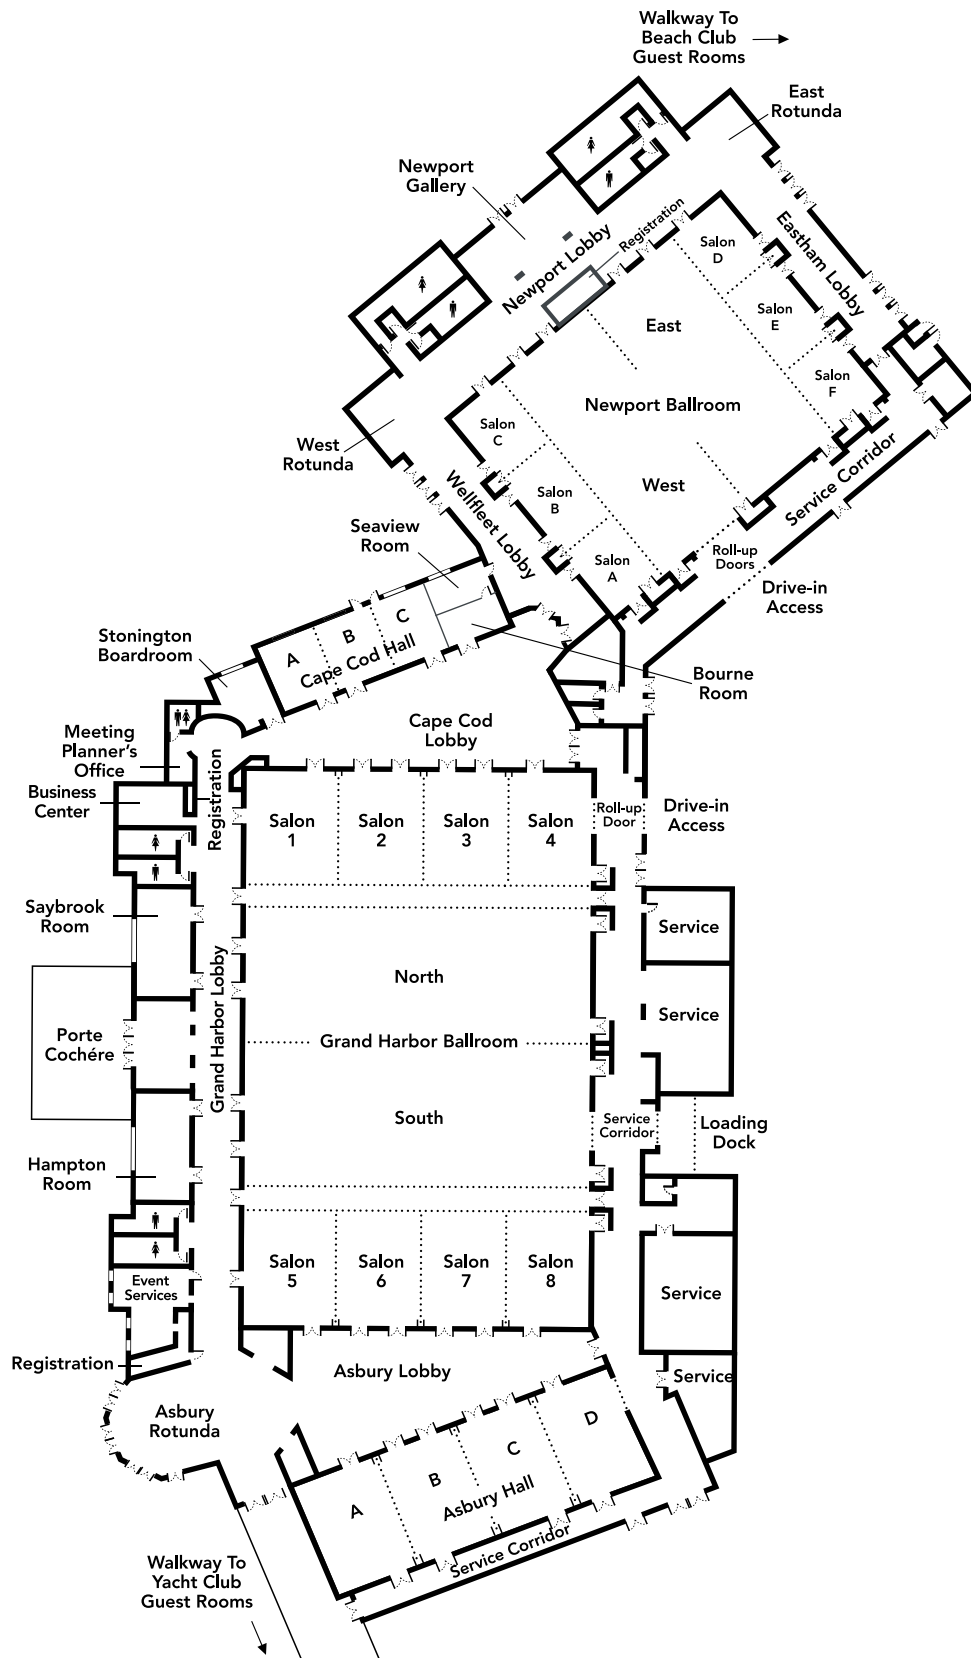 Walkway To
Beach Club
Guest Rooms
East
Rotunda
Newport
Gallery
Registration
Newport Lobby
Eastham Lobby
Salon
D
Salon
E
Salon
F
East
Newport Ballroom
West
Salon
C
Salon
B
Salon
A
West
Rotunda
Wellfleet Lobby
Service Corridor
Roll-up
Doors
Drive-in
Access
Seaview
Room
Stonington
Boardroom
A
B
C
Cape Cod Hall
Bourne
Room
Cape Cod
Lobby
Meeting
Planner's
Office
Business
Center
Registration
Salon
1
Salon
2
Salon
3
Salon
4
Roll-up
Door
Drive-in
Access
Saybrook
Room
Service
North
Grand Harbor Lobby
Service
Porte
Cochére
Grand Harbor Ballroom
South
Service
Corridor
Loading
Dock
Hampton
Room
Salon
5
Salon
6
Salon
7
Salon
8
Event
Services
Service
Registration
Asbury Lobby
Service
Asbury
Rotunda
A
B
C
D
Asbury Hall
Service Corridor
Walkway To
Yacht Club
Guest Rooms